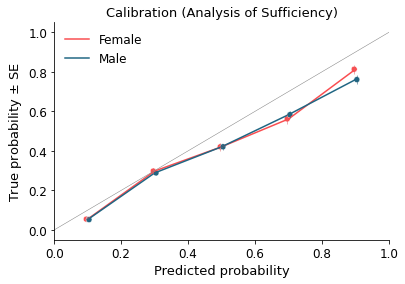 Calibration (Analysis of Sufficiency)
Female
Male
True probability ± SE
1.0
0.8
0.6
0.4
0.2
0.0
0.0 0.2 0.4 0.6 0.8 1.0
Predicted probability